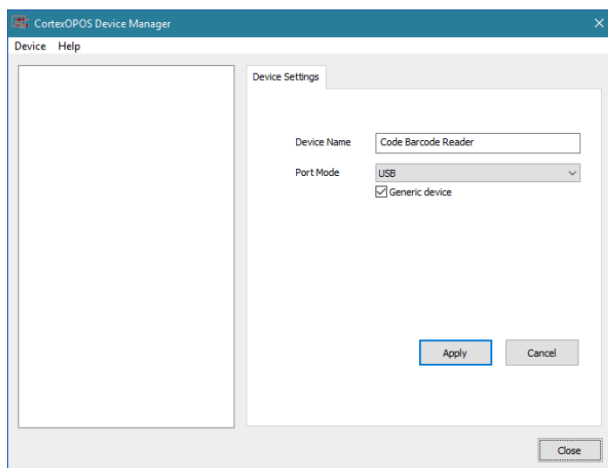 CortexOPOS Device Manager
Device Help
Device Settings
Device Name Code Barcode Reader
Port Mode USB
Generic device
Apply Cancel
Close